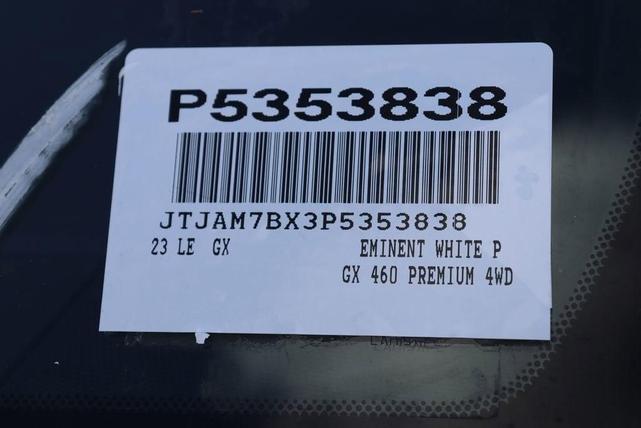 P5353838
JTJAM7BX3P5353838
23 LE GX EMINENT WHITE P
GX 460 PREMIUM 4WD